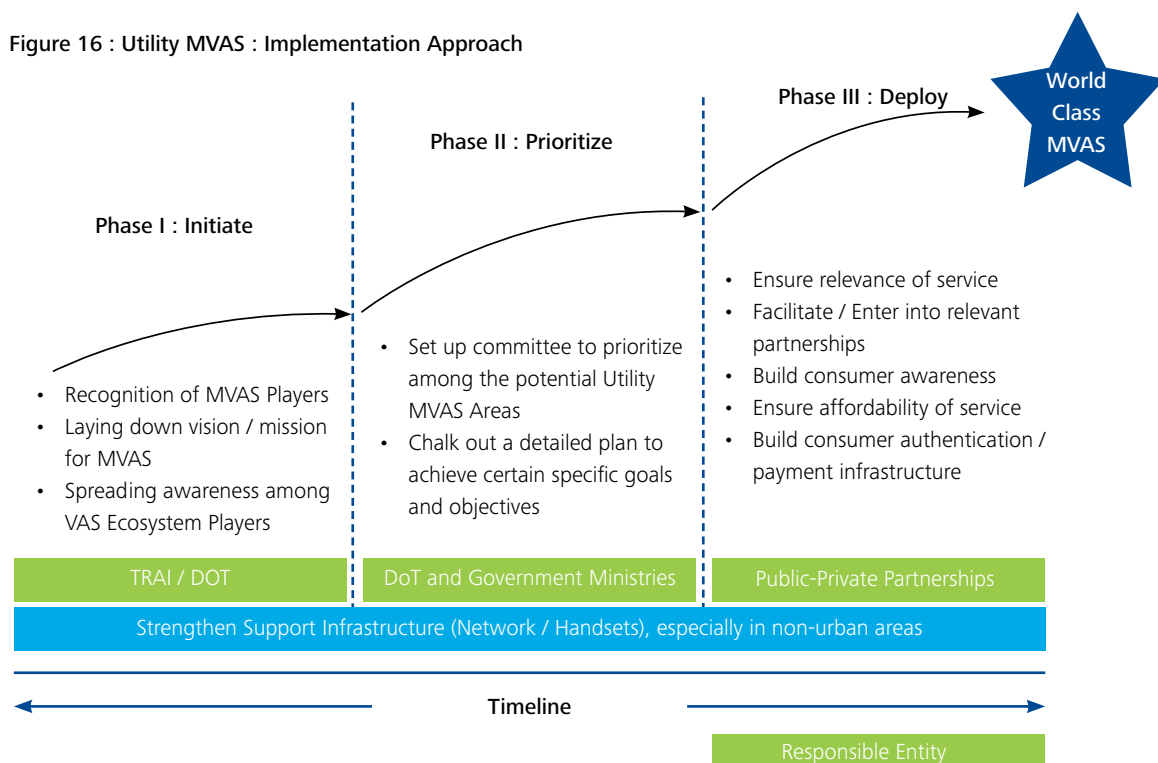 Figure 16 : Utility MVAS : Implementation Approach
World
Class
MVAS
Phase III : Deploy
Phase II : Prioritize
Phase I : Initiate
• Recognition of MVAS Players
• Laying down vision / mission
for MVAS
• Spreading awareness among
VAS Ecosystem Players
• Set up committee to prioritize
among the potential Utility
MVAS Areas
• Chalk out a detailed plan to
achieve certain specific goals
and objectives
• Ensure relevance of service
• Facilitate / Enter into relevant
partnerships
• Build consumer awareness
• Ensure affordability of service
• Build consumer authentication /
payment infrastructure
TRAI / DOT
DoT and Government Ministries
Public-Private Partnerships
Strengthen Support Infrastructure (Network / Handsets), especially in non-urban areas
Timeline
Responsible Entity